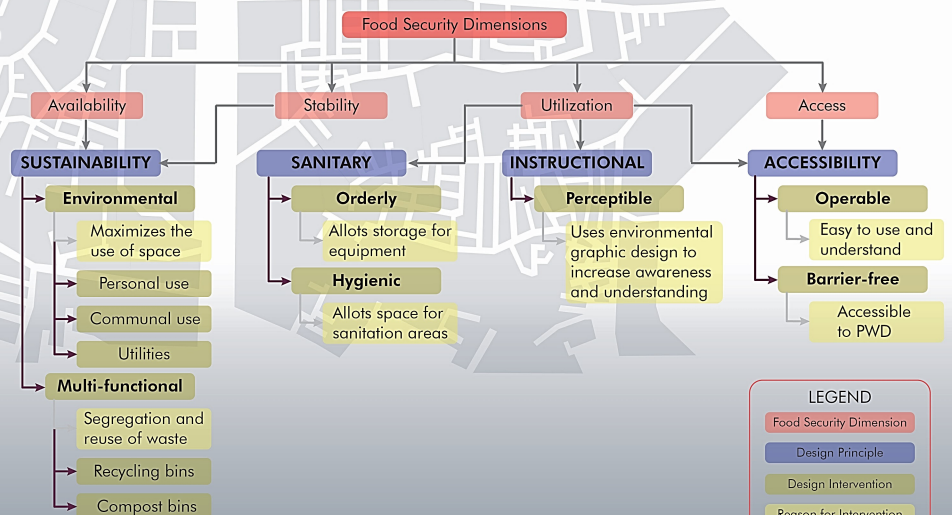 Food Security Dimensions
Availability
Stability
Utilization
Access
SUSTAINABILITY
SANITARY
INSTRUCTIONAL
ACCESSIBILITY
Environmental
Maximizes the
use of space
Personal use
Communal use
Utilities
Multi-functional
Segregation and
reuse of waste
Recycling bins
Compost bins
Orderly
Allots storage for
equipment
Hygienic
Allots space for
sanitation areas
Perceptible
Uses environmental
graphic design to
increase awareness
and understanding
Operable
Easy to use and
understand
Barrier-free
Accessible
to PWD
LEGEND
Food Security Dimension
Design Principle
Design Intervention
Reason for Intervention